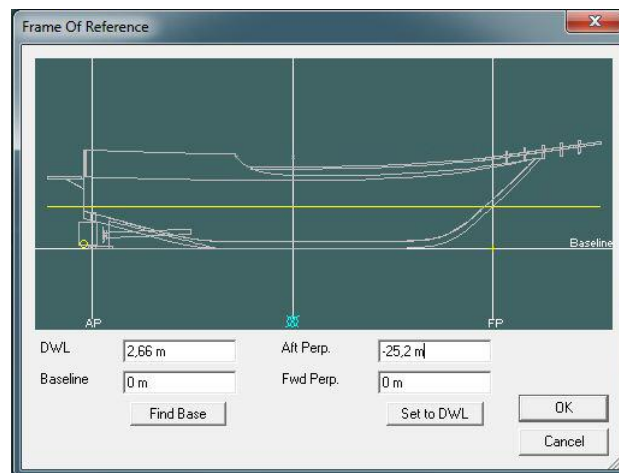 Frame Of Reference
Baseline
AP
FP
DWL 2,66 m Aft Perp. -25,2 m
Baseline 0 m Fwd Perp. 0 m
Find Base Set to DWL OK
Cancel